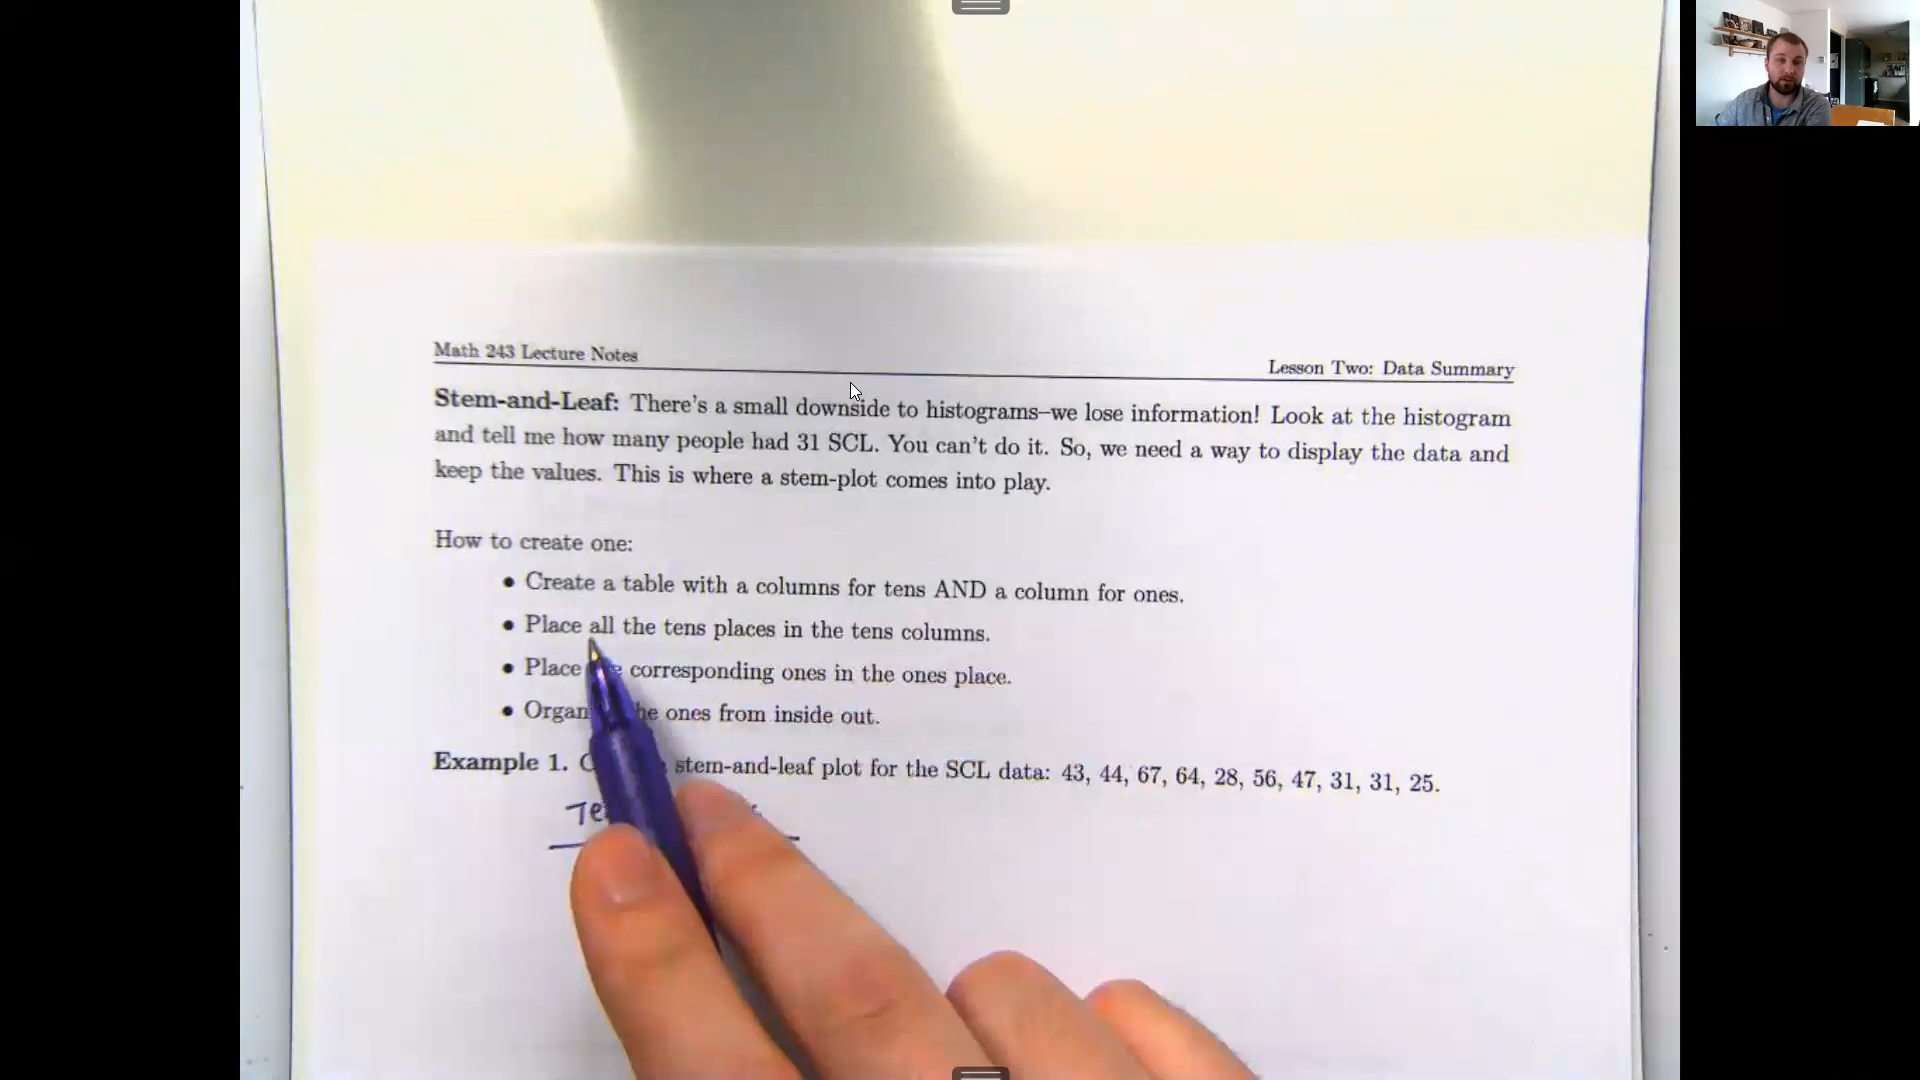 Math 243 Lecture Notes
Lesson Two: Data Summary
Stem-and-Leaf: There's a small downside to histograms–we lose information! Look at the histogram
and tell me how many people had 31 SCL. You can't do it. So, we need a way to display the data and
keep the values. This is where a stem-plot comes into play.
How to create one:
• Create a table with a columns for tens AND a column for ones.
• Place all the tens places in the tens columns.
• Place corresponding ones in the ones place.
• ones from inside out.
Example 1. stem-and-leaf plot for the SCL data: 43, 44, 67, 64, 28, 56, 47, 31, 31, 25.